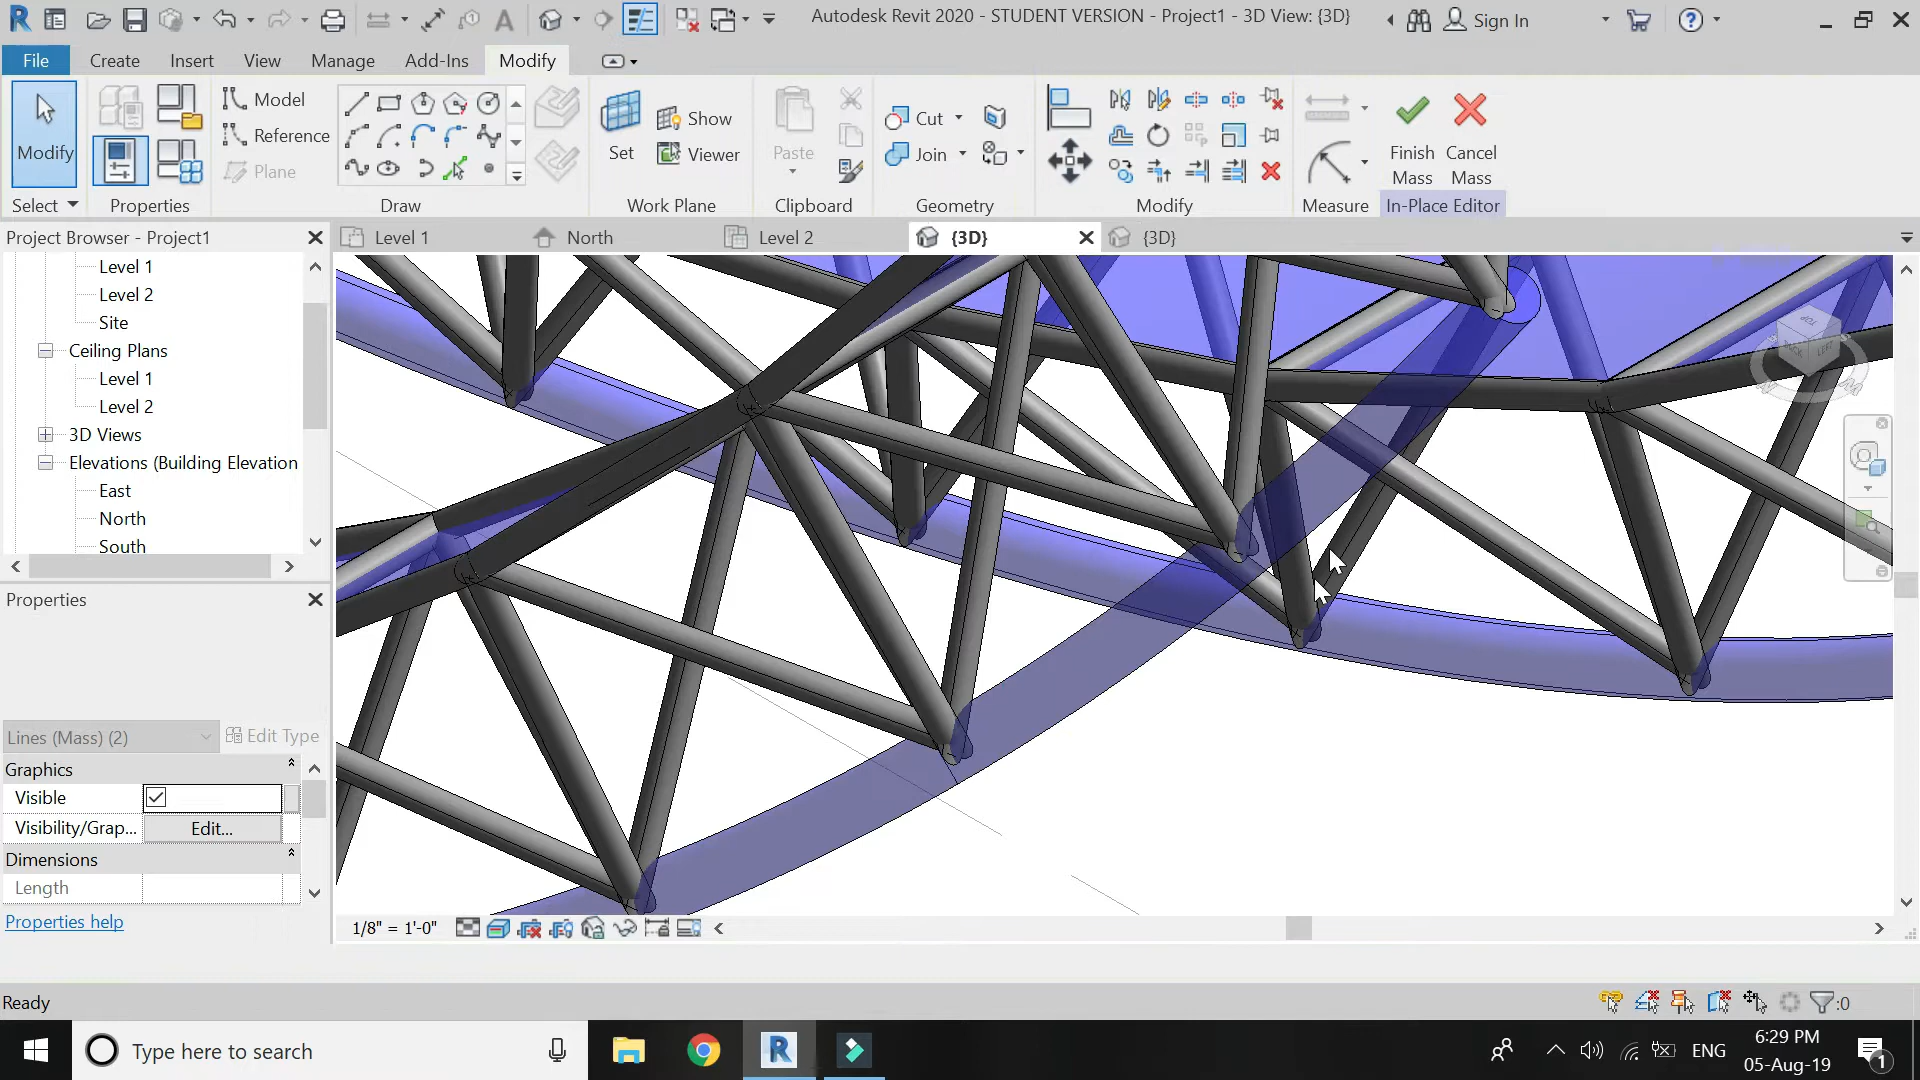 Autodesk Revit 2020 - STUDENT VERSION - Project1 - 3D View: {3D}
Sign In
File
Create
Insert
View
Manage
Add-Ins
Modify
Modify
Model
Reference
Plane
Set
Show
Viewer
Paste
Cut
Join
Finish
Mass
Cancel
Mass
Select
Properties
Draw
Work Plane
Clipboard
Geometry
Modify
Measure
In-Place Editor
Project Browser - Project1
Level 1
North
Level 2
{3D}
{3D}
Level 1
Level 2
Site
Ceiling Plans
Level 1
Level 2
3D Views
Elevations (Building Elevation
East
North
South
Properties
Lines (Mass) (2)
Edit Type
Graphics
Visible
Visibility/Grap...
Edit...
Dimensions
Length
Properties help
TOP
BACK
LEFT
1/8" = 1'-0"
Ready
:0
Type here to search
ENG
6:29 PM
05-Aug-19
1